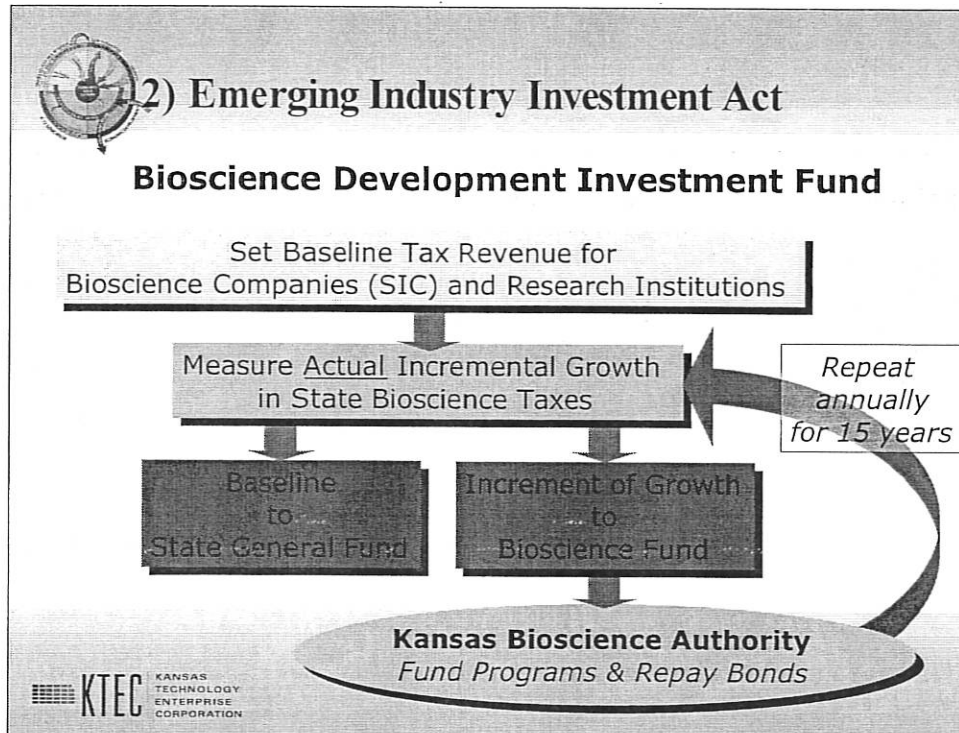 2) Emerging Industry Investment Act
Bioscience Development Investment Fund
Set Baseline Tax Revenue for
Bioscience Companies (SIC) and Research Institutions
Measure Actual Incremental Growth
in State Bioscience Taxes
Repeat
annually
for 15 years
Baseline
to
State General Fund
Increment of Growth
to
Bioscience Fund
Kansas Bioscience Authority
Fund Programs & Repay Bonds
KTEC
KANSAS
TECHNOLOGY
ENTERPRISE
CORPORATION